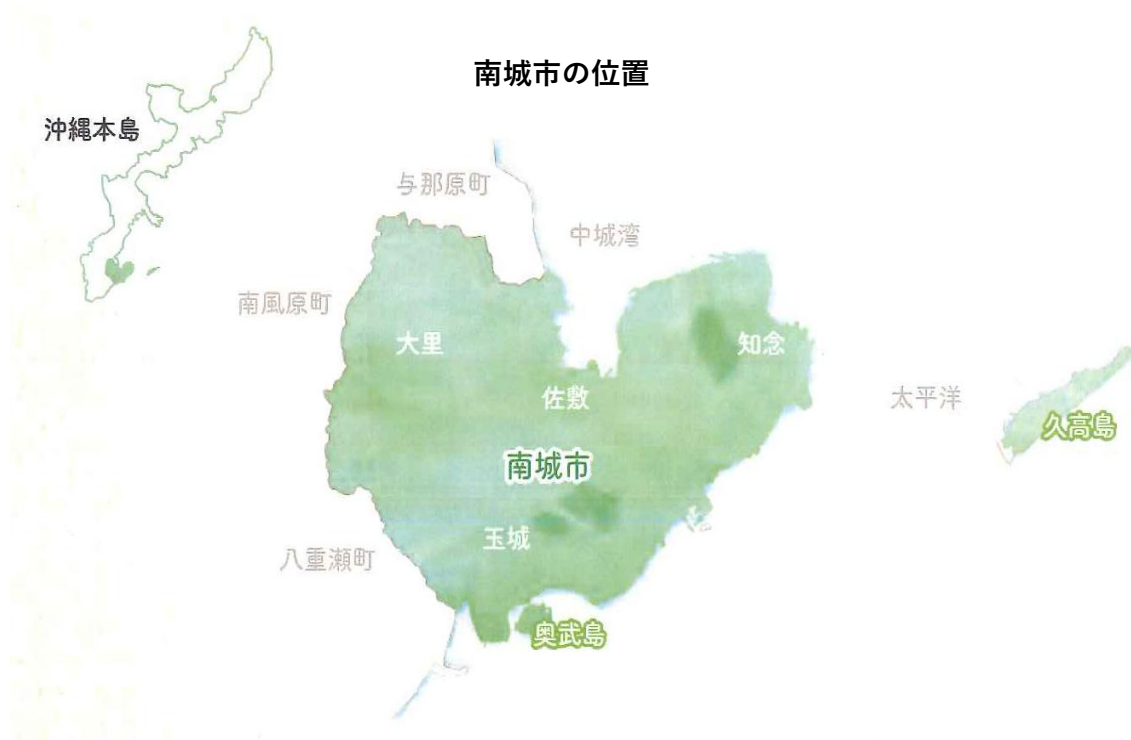 南城市の位置
沖縄本島
与那原町
中城湾
南風原町
大里
知念
佐敷
太平洋
久高島
南城市
玉城
八重瀬町
奥武島